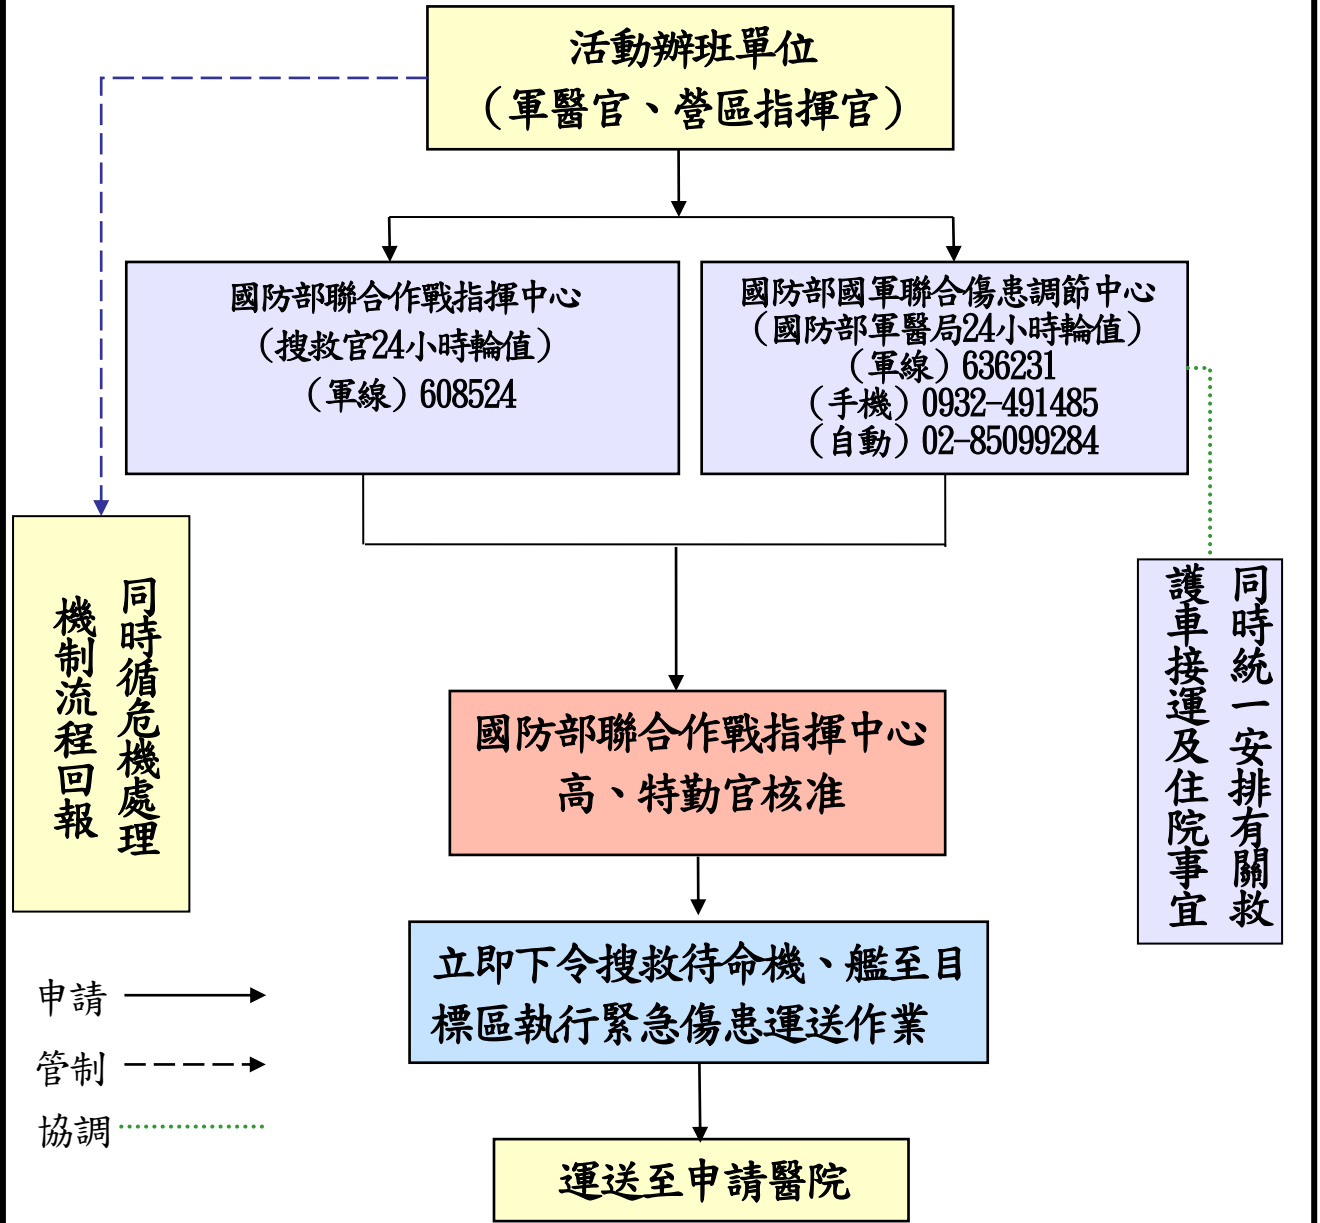 活動辦班單位
（軍醫官、營區指揮官）
國防部聯合作戰指揮中心
（搜救官24小時輪值）
（軍線）608524
國防部國軍聯合傷患調節中心
（國防部軍醫局24小時輪值）
（軍線）636231
（手機）0932-491485
（自動）02-85099284
同時循危機處理
機制流程回報
同時統一安排有關救
護車接運及住院事宜
國防部聯合作戰指揮中心
高、特勤官核准
立即下令搜救待命機、艦至目
標區執行緊急傷患運送作業
運送至申請醫院
申請
管制
協調